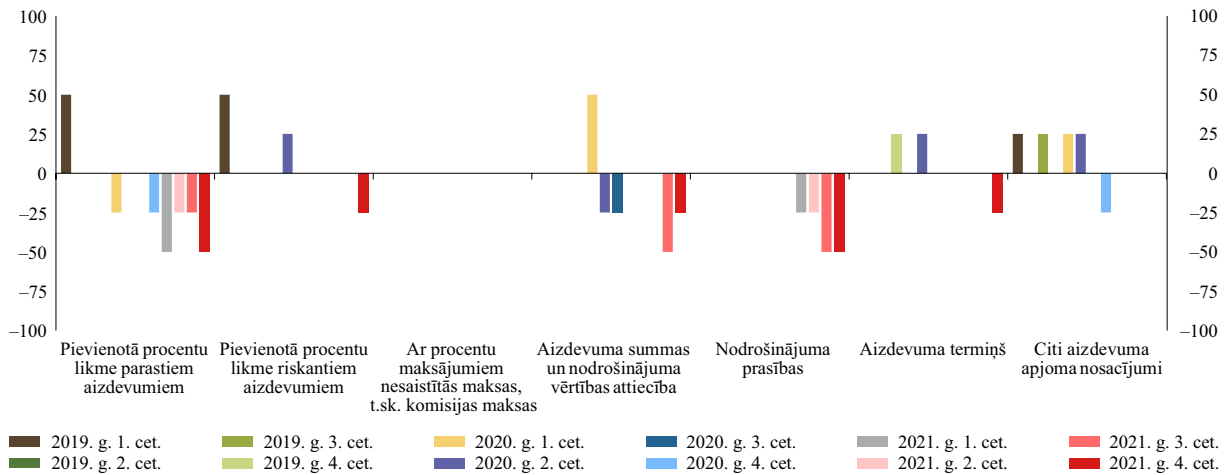 100 100
75 75
50 50
25 25
0 0
–25 –25
–50 –50
–75 –75
–100 –100
Pievienotā procentu
likme parastiem
aizdevumiem
Pievienotā procentu
likme riskantiem
aizdevumiem
Ar procentu
maksājumiem
nesaistītās maksas,
t.sk. komisijas maksas
Aizdevuma summas
un nodrošinājuma
vērtības attiecība
Nodrošinājuma
prasības
Aizdevuma termiņš
Citi aizdevuma
apjoma nosacījumi
2019. g. 1. cet.
2019. g. 2. cet.
2019. g. 3. cet.
2019. g. 4. cet.
2020. g. 1. cet.
2020. g. 2. cet.
2020. g. 3. cet.
2020. g. 4. cet.
2021. g. 1. cet.
2021. g. 2. cet.
2021. g. 3. cet.
2021. g. 4. cet.